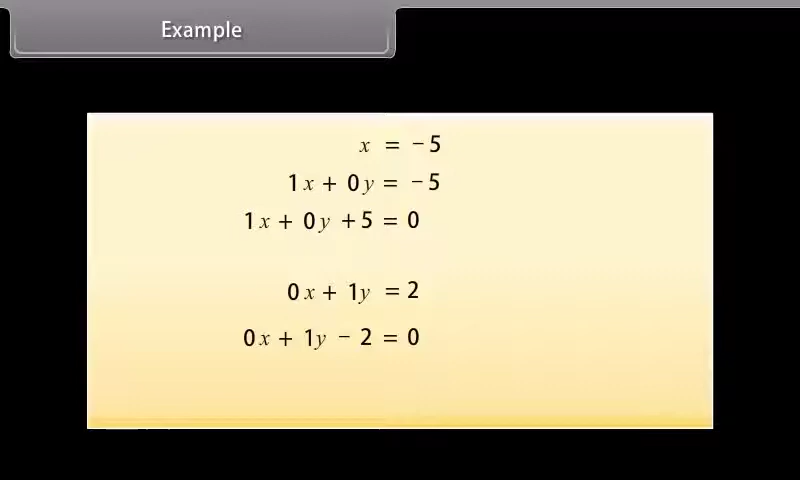 Example
x = -5
1x + 0y = -5
1x + 0y + 5 = 0
0x + 1y = 2
0x + 1y - 2 = 0